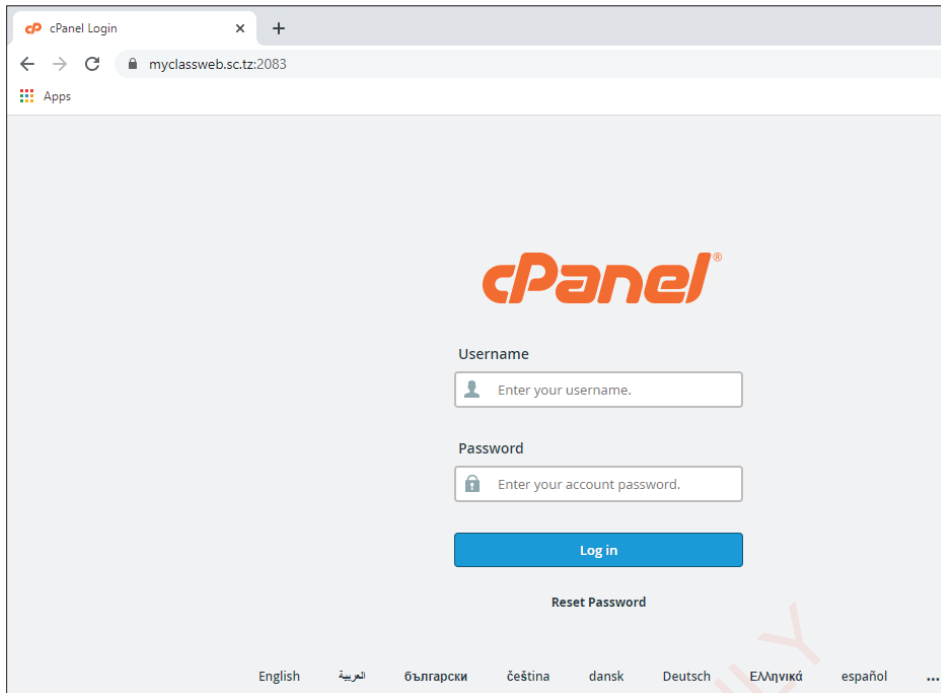 cP cPanel Login
myclassweb.sc.tz:2083
Apps
cPanel®
Username
Enter your username.
Password
Enter your account password.
Log in
Reset Password
English العربية български čeština dansk Deutsch Ελληνικά español ...